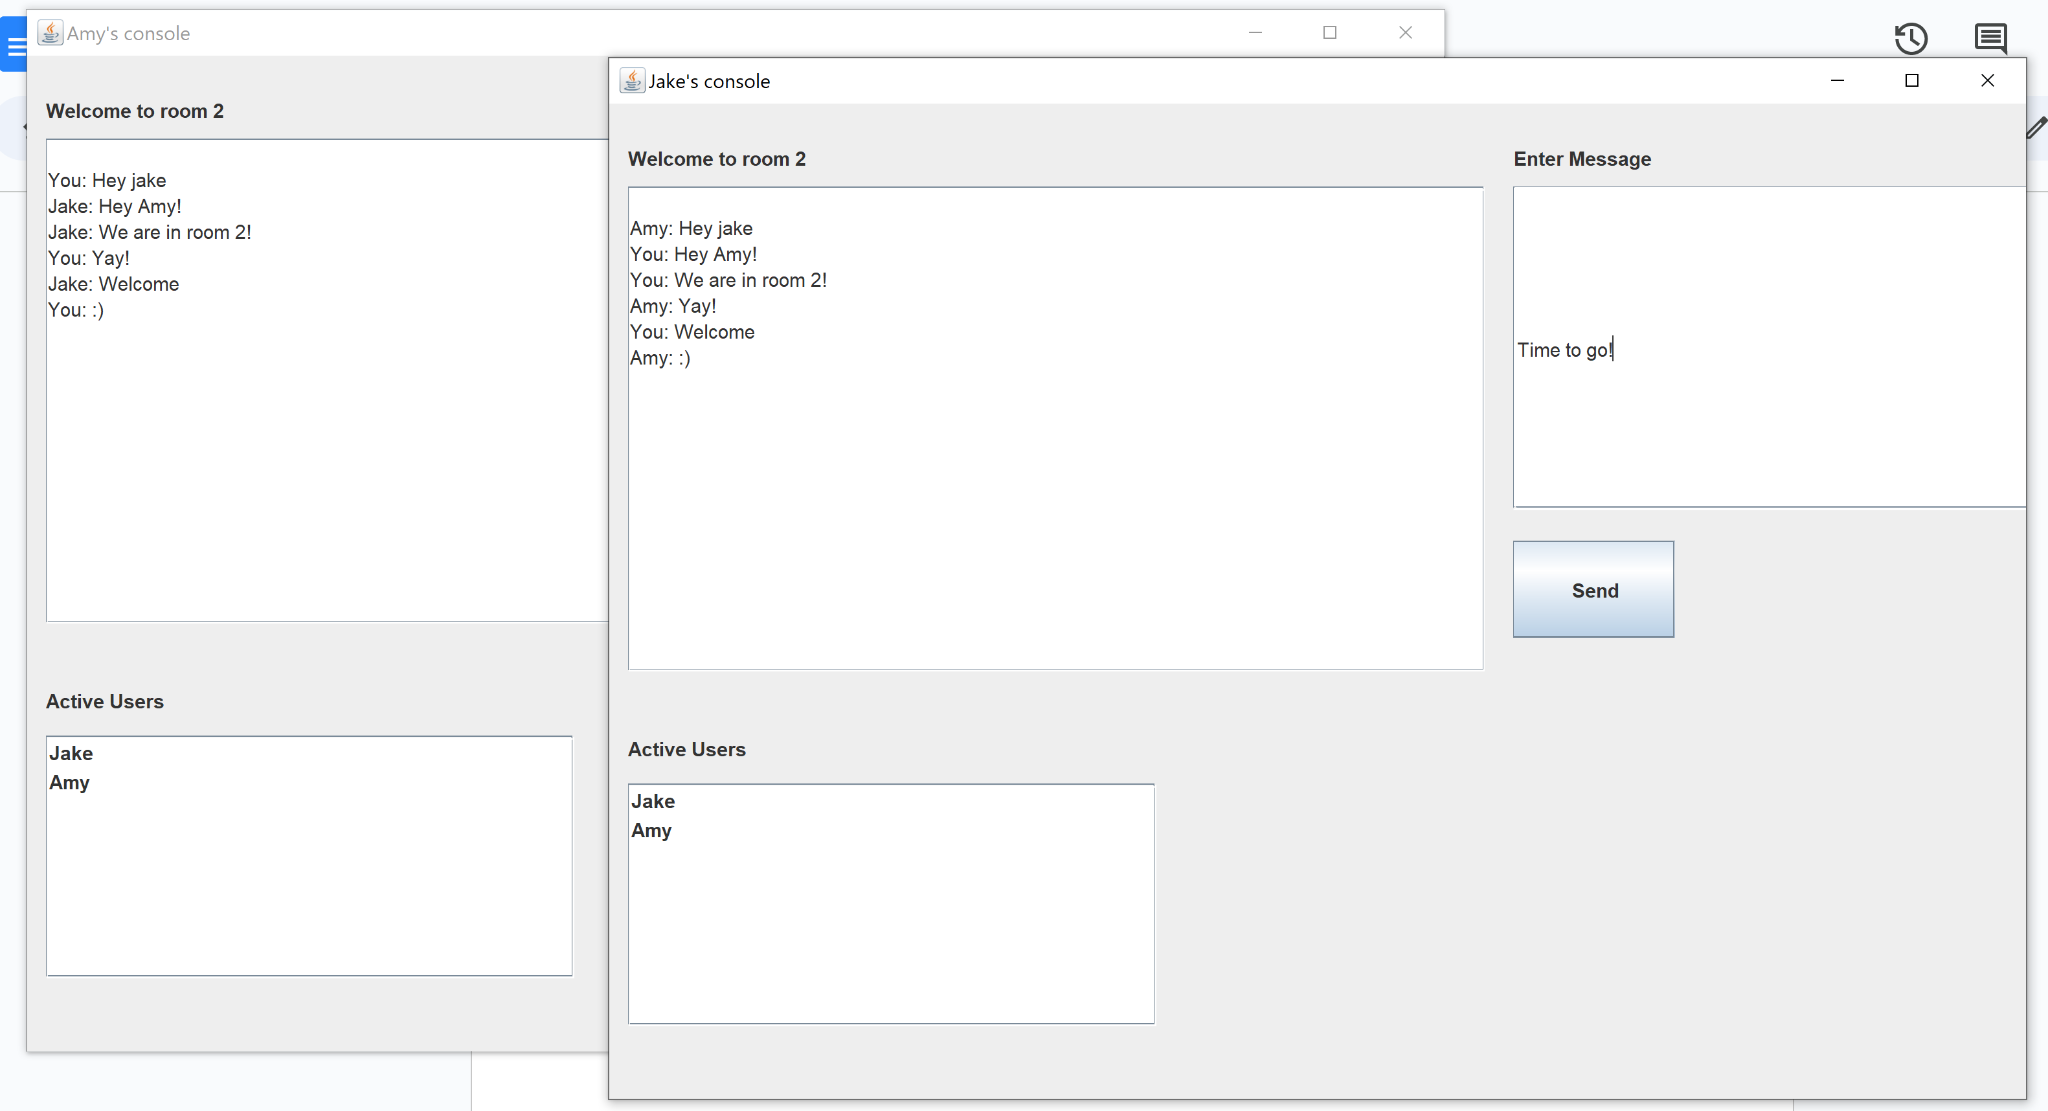 Amy's console
Welcome to room 2
You: Hey jake
Jake: Hey Amy!
Jake: We are in room 2!
You: Yay!
Jake: Welcome
You: :)
Active Users
Jake
Amy
Jake's console
Welcome to room 2
Amy: Hey jake
You: Hey Amy!
You: We are in room 2!
Amy: Yay!
You: Welcome
Amy: :)
Enter Message
Time to go!
Send
Active Users
Jake
Amy